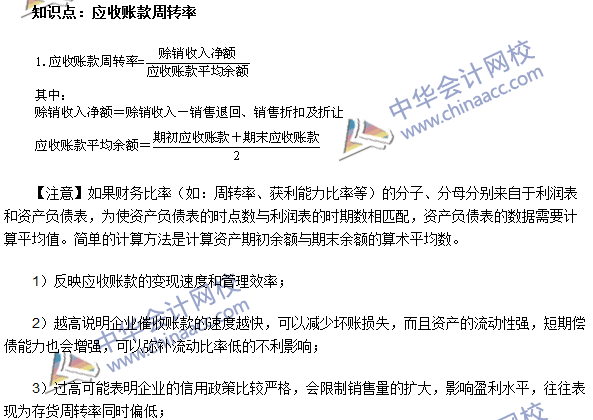 知识点：应收账款周转率
1.应收账款周转率=赊销收入净额/应收账款平均余额
其中：
赊销收入净额＝赊销收入－销售退回、销售折扣及折让
应收账款平均余额＝期初应收账款＋期末应收账款/2
【注意】如果财务比率（如：周转率、获利能力比率等）的分子、分母分别来自于利润表
和资产负债表，为使资产负债表的时点数与利润表的时期数相匹配，资产负债表的数据需要计
算平均值。简单的计算方法是计算资产期初余额与期末余额的算术平均数。
1）反映应收账款的变现速度和管理效率；
2）越高说明企业催收账款的速度越快，可以减少坏账损失，而且资产的流动性强，短期偿
债能力也会增强，可以弥补流动比率低的不利影响；
3）过高可能表明企业的信用政策比较严格，会限制销售量的扩大，影响盈利水平，往往表
现为存货周转率同时偏低；
中华会计网校
www.chinaacc.com
中华会计网校
www.chinaacc.com